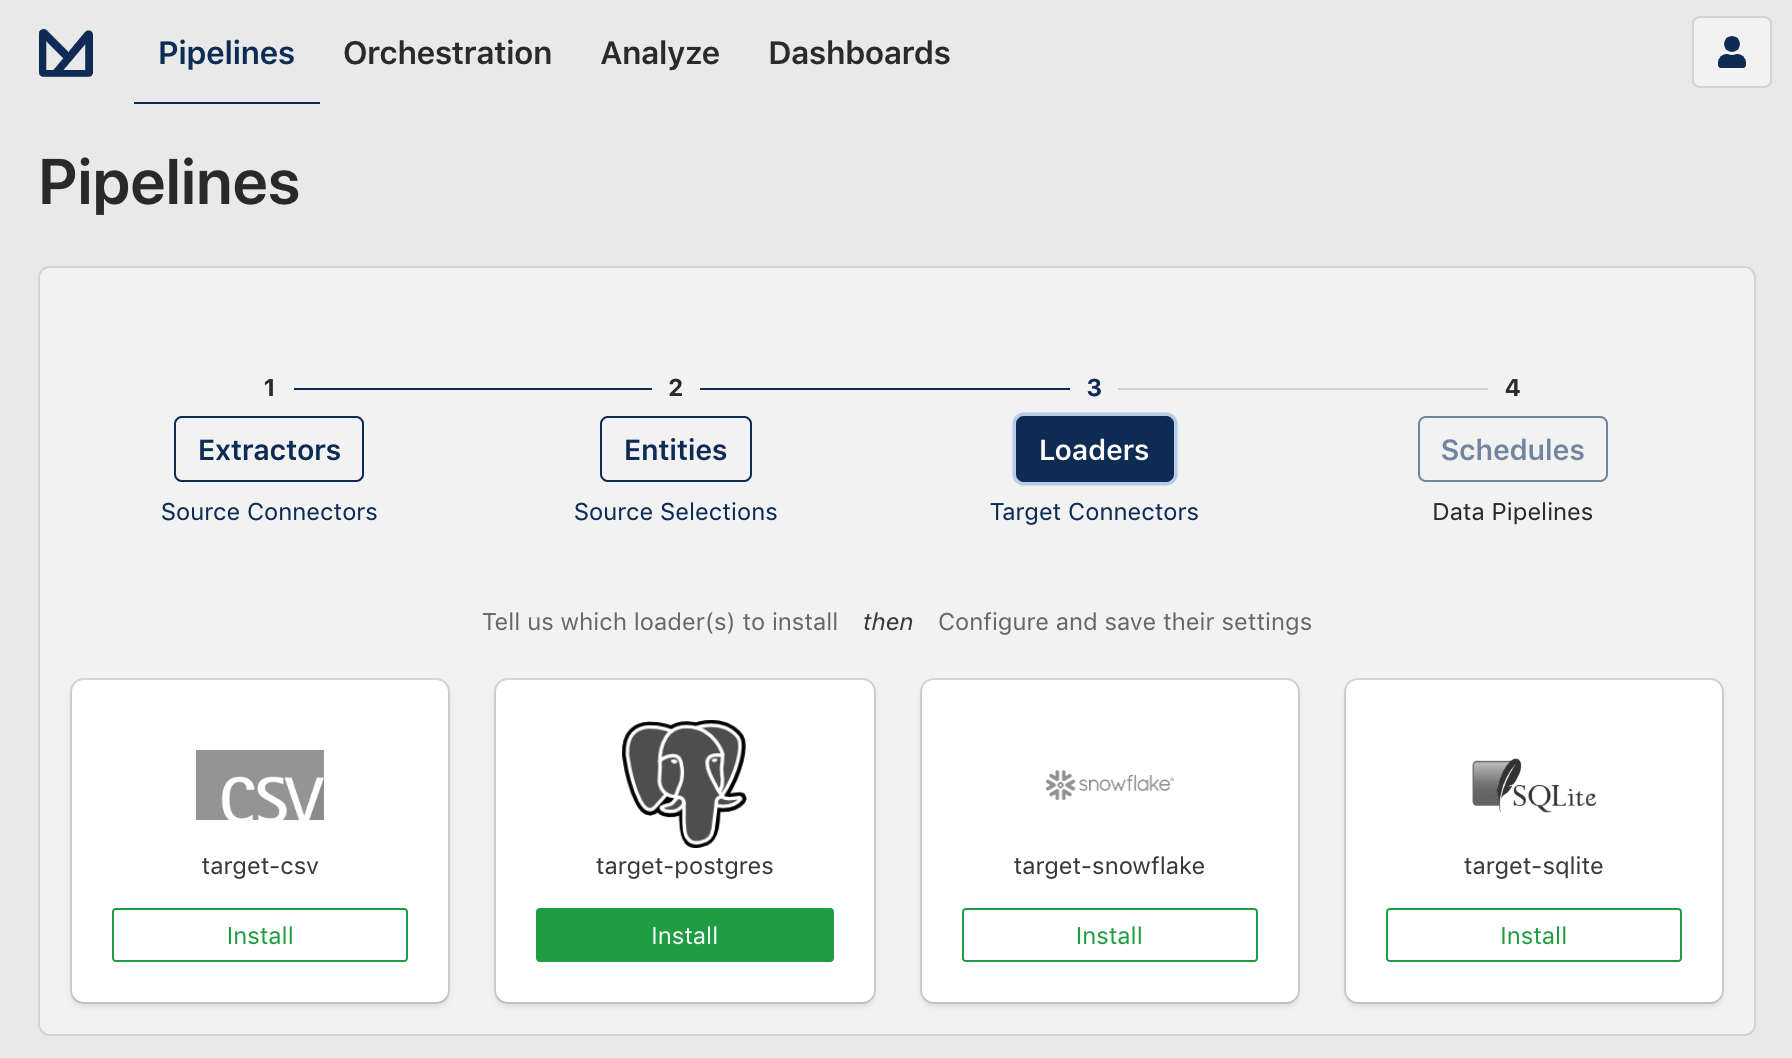 Pipelines Orchestration Analyze Dashboards
Pipelines
1 2 3 4
Extractors Entities Loaders Schedules
Source Connectors Source Selections Target Connectors Data Pipelines
Tell us which loader(s) to install then Configure and save their settings
CSV snowflake SQLite
target-csv target-postgres target-snowflake target-sqlite
Install Install Install Install